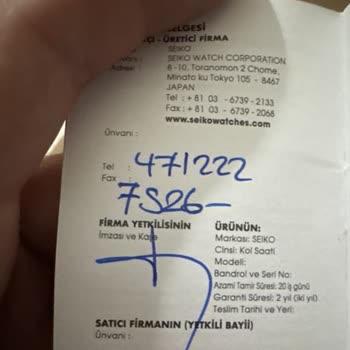 BELGESİ
- ÜRETİCİ FİRMA
: SEIKO
: SEIKO WATCH CORPORATION
Adresi : 8-10, Toranomon 2 Chome,
Minato ku Tokyo 105 - 8467
JAPAN
Tel : + 81 03 - 6739 - 2133
Fax : + 81 03 - 6739 - 2068
www.seikowatches.com
Ünvanı :
Tel : 471222
Fax :
7S26-
FİRMA YETKİLİSİNİN
İmzası ve Kaşe
ÜRÜNÜN:
Markası: SEIKO
Cinsi: Kol Saati
Modeli:
Bandrol ve Seri No:
Azami Tamir Süresi: 20 iş günü
Garanti Süresi: 2 yıl (iki yıl)
Teslim Tarihi ve Yeri:
SATICI FİRMANIN (YETKİLİ BAYİİ)
Ünvanı :